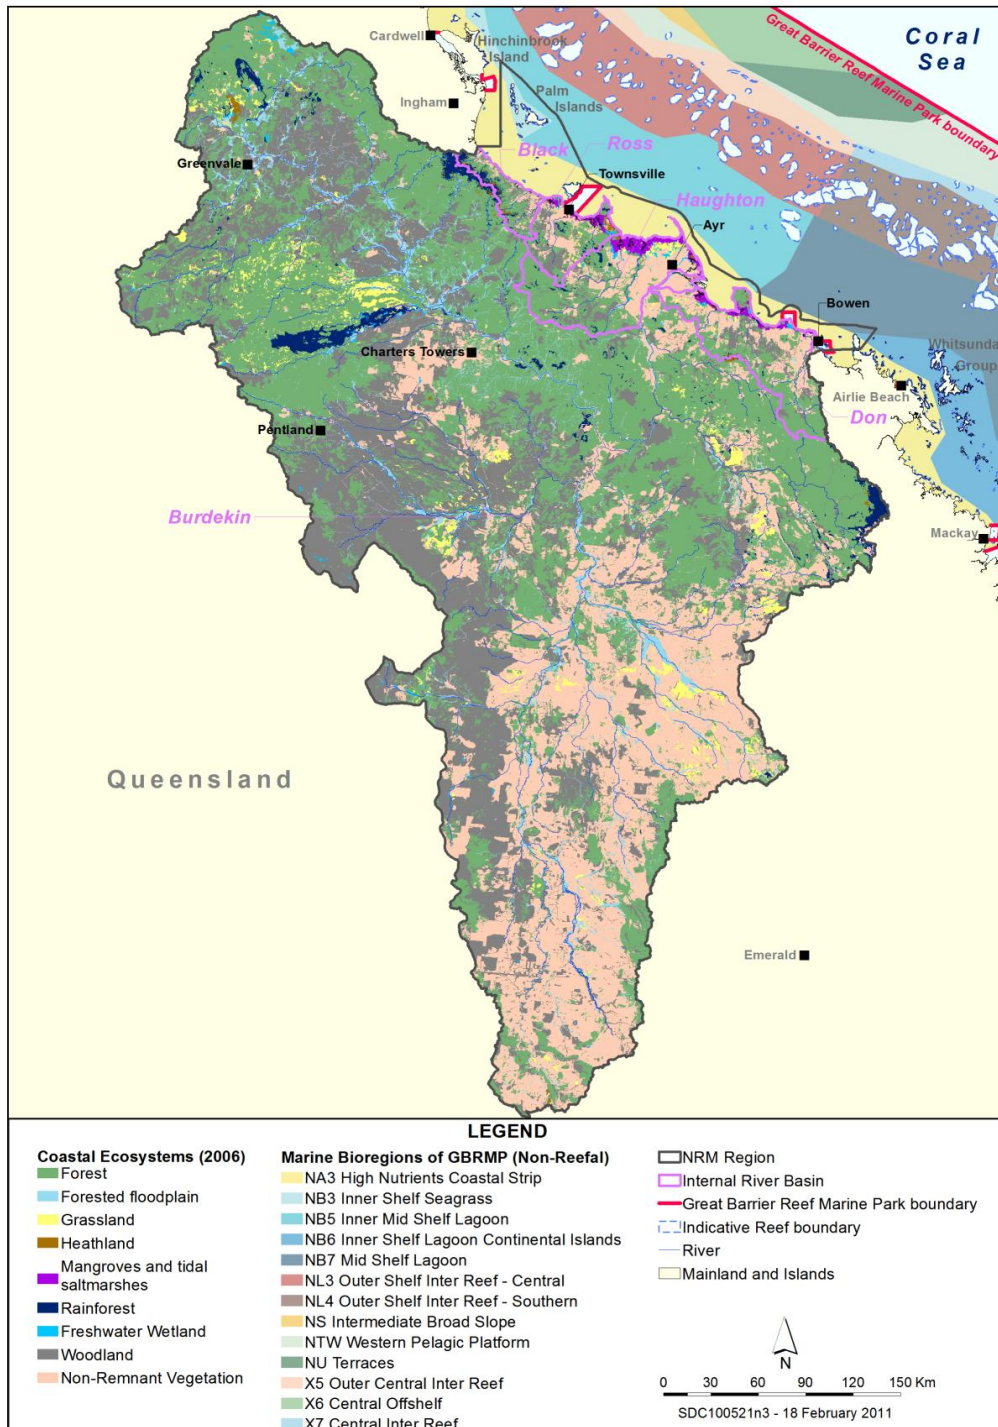 Cardwell
Hinchinbrook
Island
Coral
Sea
Great Barrier Reef Marine Park boundary
Ingham
Palm
Islands
Greenvale
Black
Ross
Townsville
Haughton
Ayr
Bowen
Whitsunda
Group
Charters Towers
Airlie Beach
Don
Pentland
Burdekin
Mackay
Queensland
Emerald
LEGEND
Coastal Ecosystems (2006)
Forest
Forested floodplain
Grassland
Heathland
Mangroves and tidal
saltmarshes
Rainforest
Freshwater Wetland
Woodland
Non-Remnant Vegetation
Marine Bioregions of GBRMP (Non-Reefal)
NA3 High Nutrients Coastal Strip
NB3 Inner Shelf Seagrass
NB5 Inner Mid Shelf Lagoon
NB6 Inner Shelf Lagoon Continental Islands
NB7 Mid Shelf Lagoon
NL3 Outer Shelf Inter Reef - Central
NL4 Outer Shelf Inter Reef - Southern
NS Intermediate Broad Slope
NTW Western Pelagic Platform
NU Terraces
X5 Outer Central Inter Reef
X6 Central Offshelf
X7 Central Inter Reef
NRM Region
Internal River Basin
Great Barrier Reef Marine Park boundary
Indicative Reef boundary
River
Mainland and Islands
N
0 30 60 90 120 150 Km
SDC100521n3 - 18 February 2011